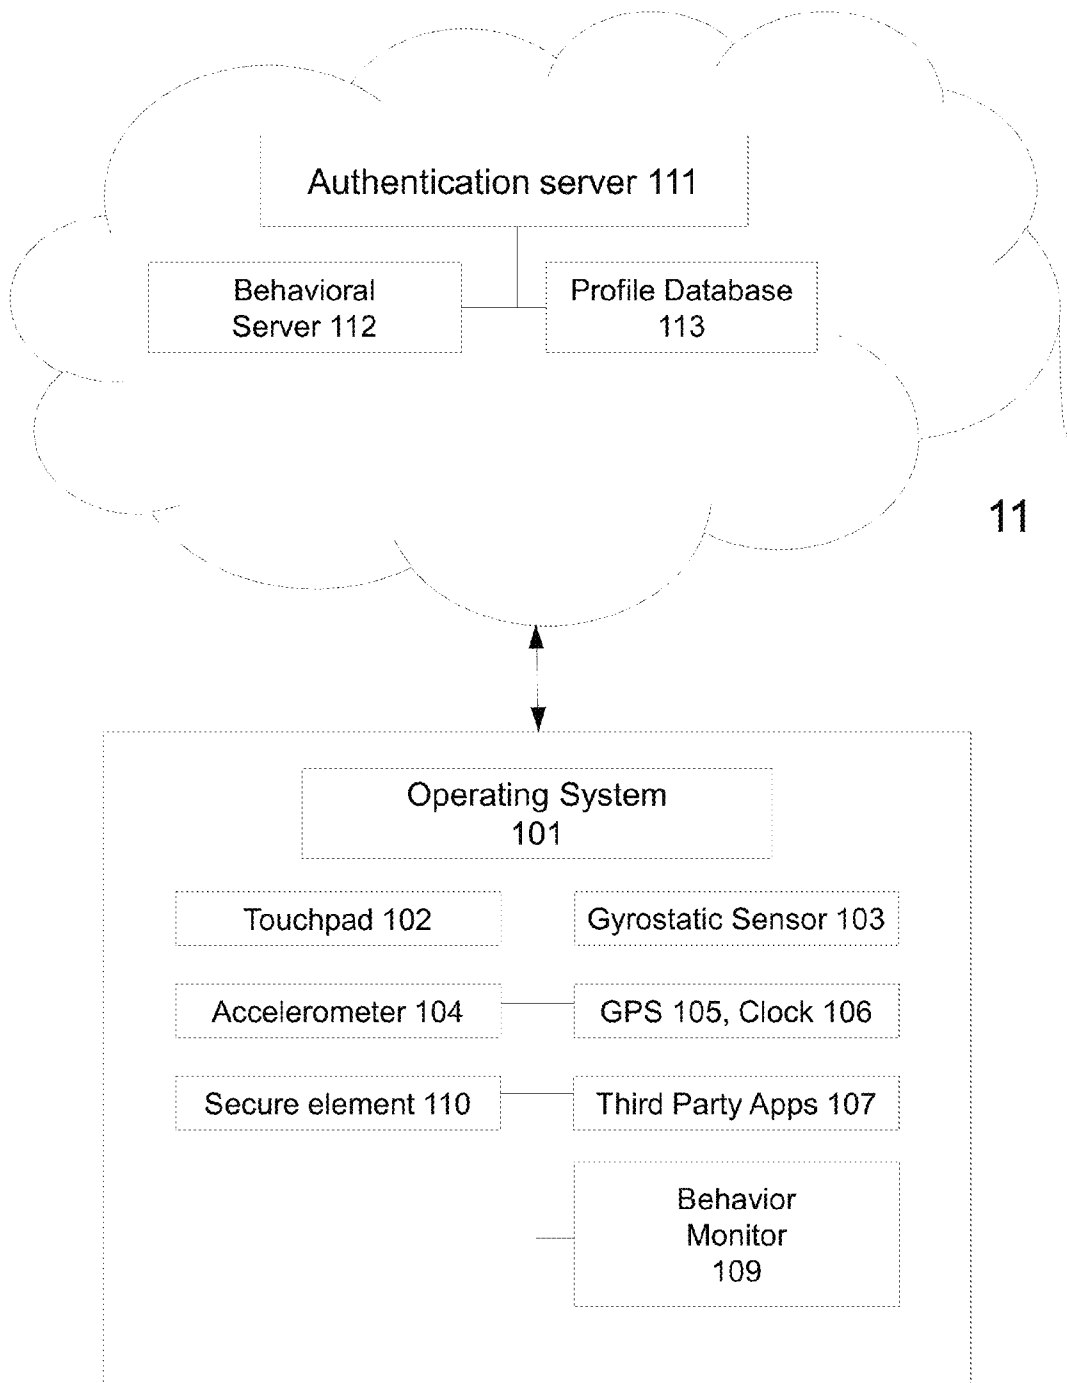 Authentication server 111
Behavioral
Server 112
Profile Database
113
11
Operating System
101
Touchpad 102
Gyrostatic Sensor 103
Accelerometer 104
GPS 105, Clock 106
Secure element 110
Third Party Apps 107
Behavior
Monitor
109